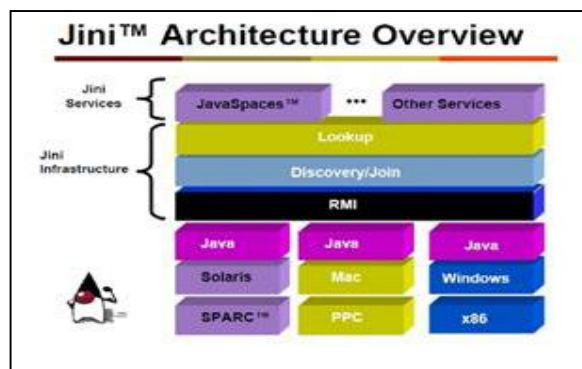 Jini™ Architecture Overview
Jini
Services
JavaSpaces™ ••• Other Services
Lookup
Jini
Infrastructure
Discovery/Join
RMI
Java Java Java
Solaris Mac Windows
SPARC™ PPC x86